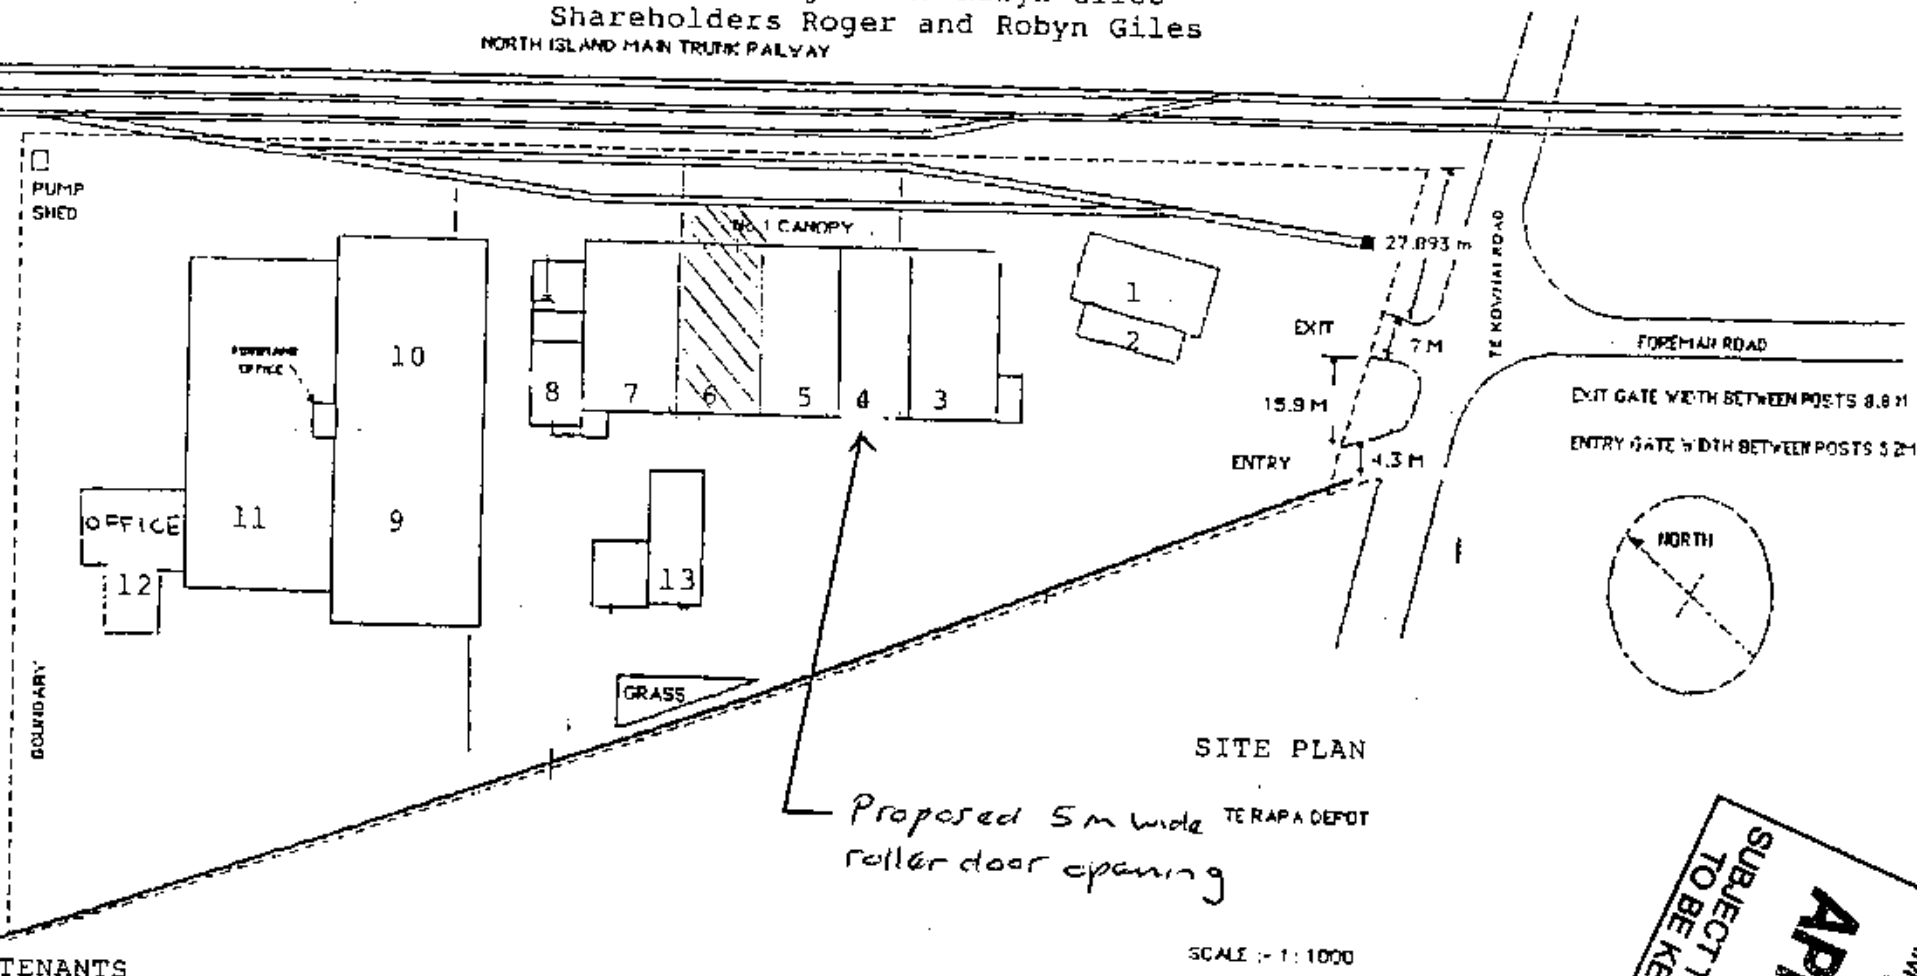 Shareholders Roger and Robyn Giles
NORTH ISLAND MAIN TRUNK RAILWAY
PUMP
SHED
No 1 CANOPY
27.893 m
TE KOWHAI ROAD
1
2
EXIT
7 M
FOREMAN ROAD
10
OFFICE
8
7
6
5
4
3
15.9 M
EXIT GATE WIDTH BETWEEN POSTS 8.8 M
ENTRY GATE WIDTH BETWEEN POSTS 5.2M
ENTRY
4.3 M
OFFICE
11
9
12
13
NORTH
BOUNDARY
GRASS
SITE PLAN
Proposed 5m wide
roller door opening
TE RAPA DEPOT
SCALE :- 1 : 1000
TENANTS
SUBJECT
TO BE